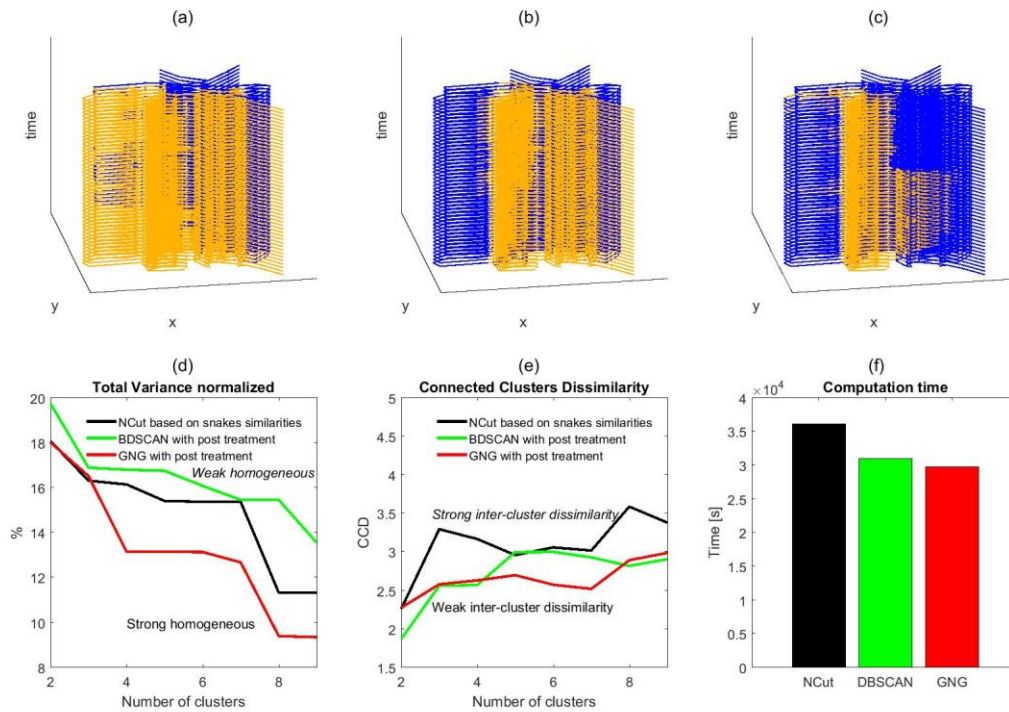 (a)
(b)
(c)
time
time
time
y
x
y
x
y
x
(d)
Total Variance normalized
20
18
16
14
12
10
8
%
NCut based on snakes similarities
BDSCAN with post treatment
GNG with post treatment
Weak homogeneous
Strong homogeneous
2
4
6
8
Number of clusters
(e)
Connected Clusters Dissimilarity
5
4.5
4
3.5
3
2.5
2
1.5
CCD
NCut based on snakes similarities
BDSCAN with post treatment
GNG with post treatment
Strong inter-cluster dissimilarity
Weak inter-cluster dissimilarity
2
4
6
8
Number of clusters
(f)
Computation time
×10⁴
4
3.5
3
2.5
2
1.5
1
0.5
0
Time [s]
NCut
DBSCAN
GNG